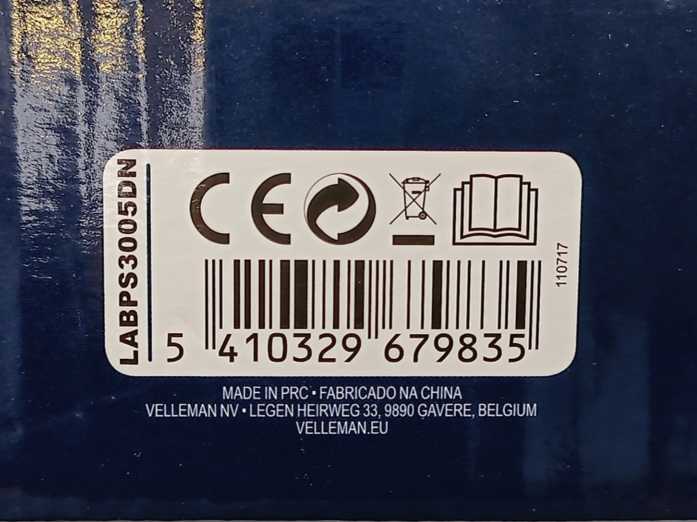 LABPS3005DN
CE
110717
5 410329 679835
MADE IN PRC • FABRICADO NA CHINA
VELLEMAN NV • LEGEN HEIRWEG 33, 9890 GAVERE, BELGIUM
VELLEMAN.EU